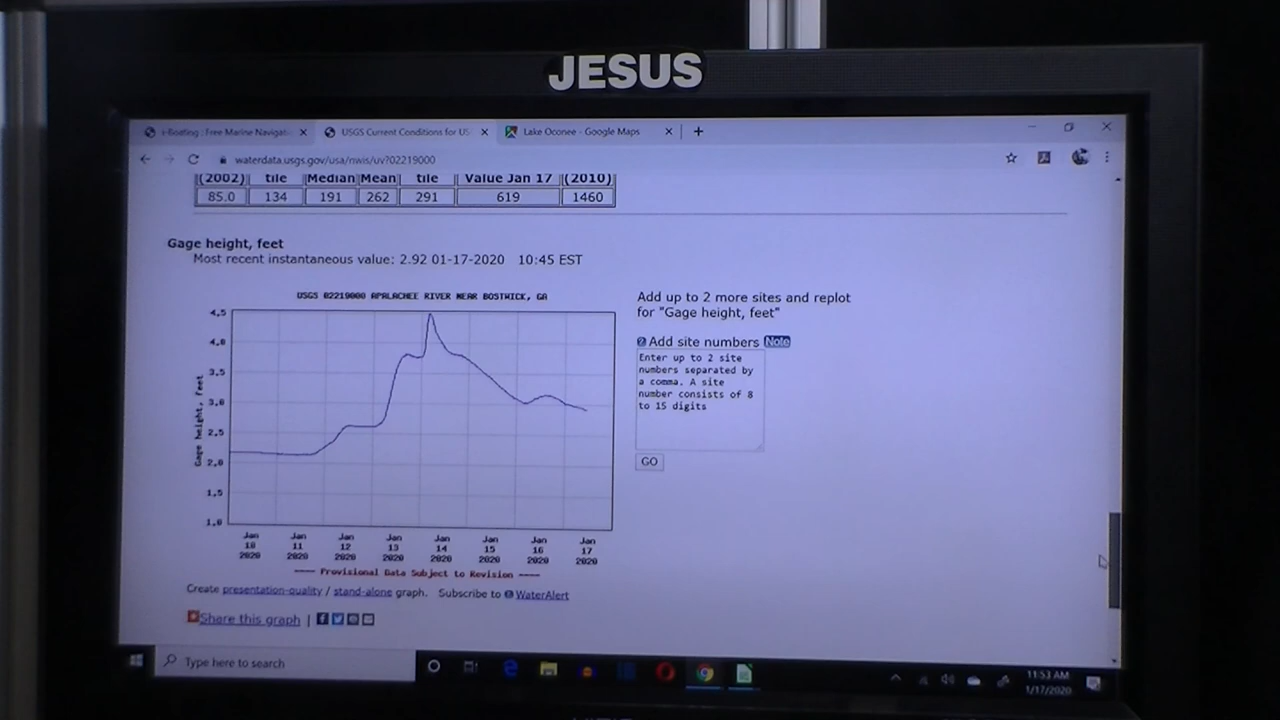 JESUS
i-Boating : Free Marine Navigat
USGS Current Conditions for US
Lake Oconee - Google Maps
waterdata.usgs.gov/usa/nwis/uv?02219000
(2002) tile Median Mean tile Value Jan 17 (2010)
85.0 134 191 262 291 619 1460
Gage height, feet
Most recent instantaneous value: 2.92 01-17-2020 10:45 EST
USGS 02219000 APALACHEE RIVER NEAR BOSTWICK, GA
Add up to 2 more sites and replot
for "Gage height, feet"
Add site numbers Note
Enter up to 2 site
numbers separated by
a comma. A site
number consists of 8
to 15 digits
GO
Gage height, feet
4.5
4.0
3.5
3.0
2.5
2.0
1.5
1.0
Jan 10 2020
Jan 11 2020
Jan 12 2020
Jan 13 2020
Jan 14 2020
Jan 15 2020
Jan 16 2020
Jan 17 2020
---- Provisional Data Subject to Revision ----
Create presentation-quality / stand-alone graph. Subscribe to WaterAlert
Share this graph |
Type here to search
11:53 AM
1/17/2020